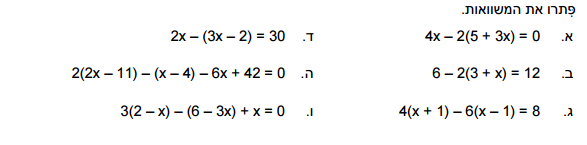 פִּתרו את המשוואות.
א. 4x – 2(5 + 3x) = 0 ד. 2x – (3x – 2) = 30
ב. 6 – 2(3 + x) = 12 ה. 2(2x – 11) – (x – 4) – 6x + 42 = 0
ג. 4(x + 1) – 6(x – 1) = 8 ו. 3(2 – x) – (6 – 3x) + x = 0